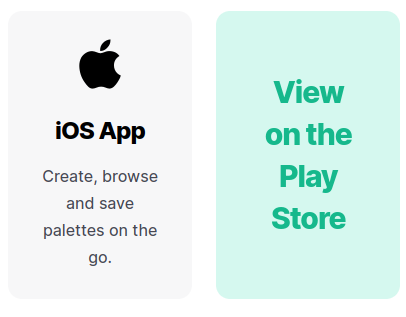 iOS App
Create, browse
and save
palettes on the
go.
View
on the
Play
Store